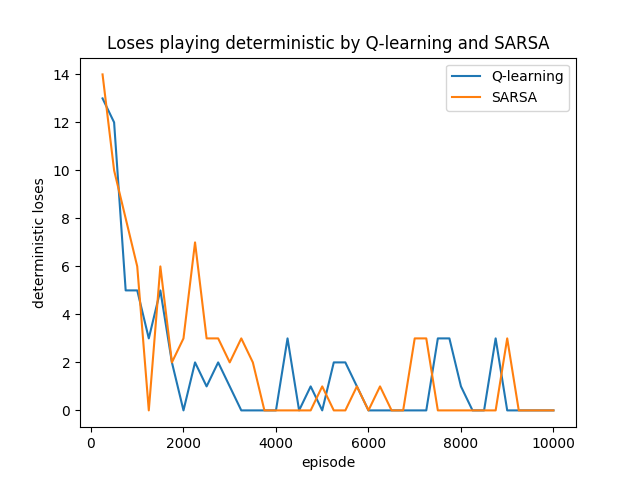 Loses playing deterministic by Q-learning and SARSA
Q-learning
SARSA
deterministic loses
14
12
10
8
6
4
2
0
0 2000 4000 6000 8000 10000
episode